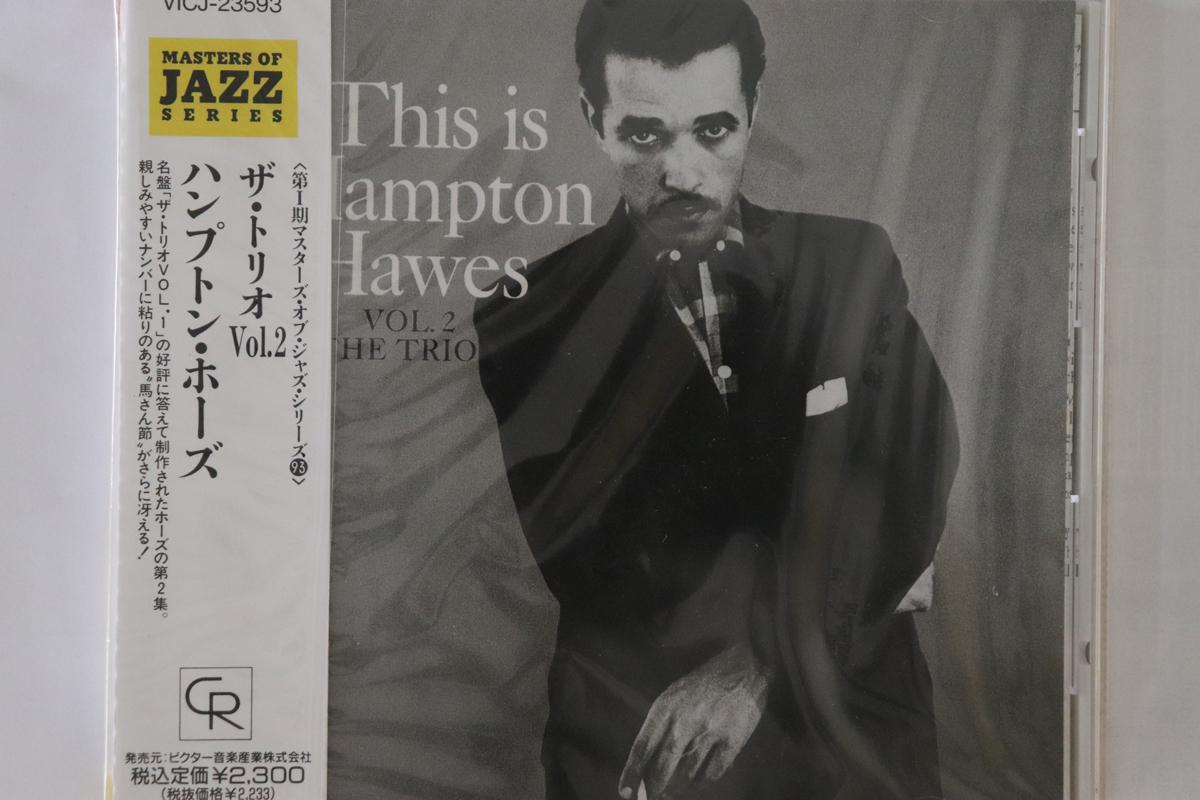 VICJ-23593
MASTERS OF
JAZZ
SERIES
〈第Ⅰ期マスターズ・オブ・ジャズ・シリーズ93〉
ザ・トリオ Vol.2
ハンプトン・ホーズ
名盤「ザ・トリオVOL.1」の好評に答えて制作されたホーズの第2集。
親しみやすいナンバーに粘りのある〝馬さん節〟がさらに冴える!
CR
発売元:ビクター音楽産業株式会社
税込定価¥2,300
(税抜価格¥2,233)
This is
Hampton
Hawes
VOL. 2
THE TRIO